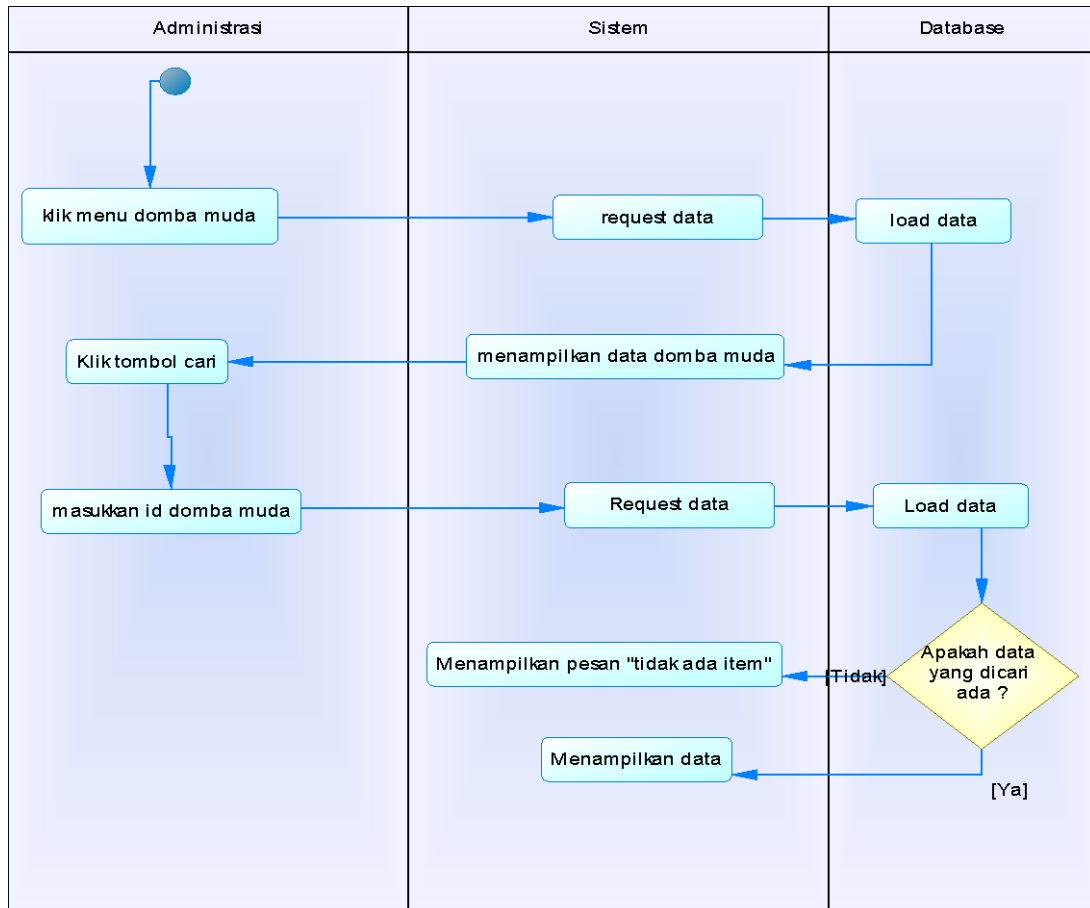 Administrasi
Sistem
Database
klik menu domba muda
request data
load data
Klik tombol cari
menampilkan data domba muda
masukkan id domba muda
Request data
Load data
Menampilkan pesan "tidak ada item"
[Tidak]
Apakah data
yang dicari
ada ?
Menampilkan data
[Ya]